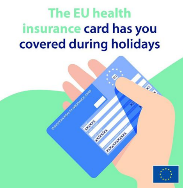 The EU health
insurance card has you
covered during holidays